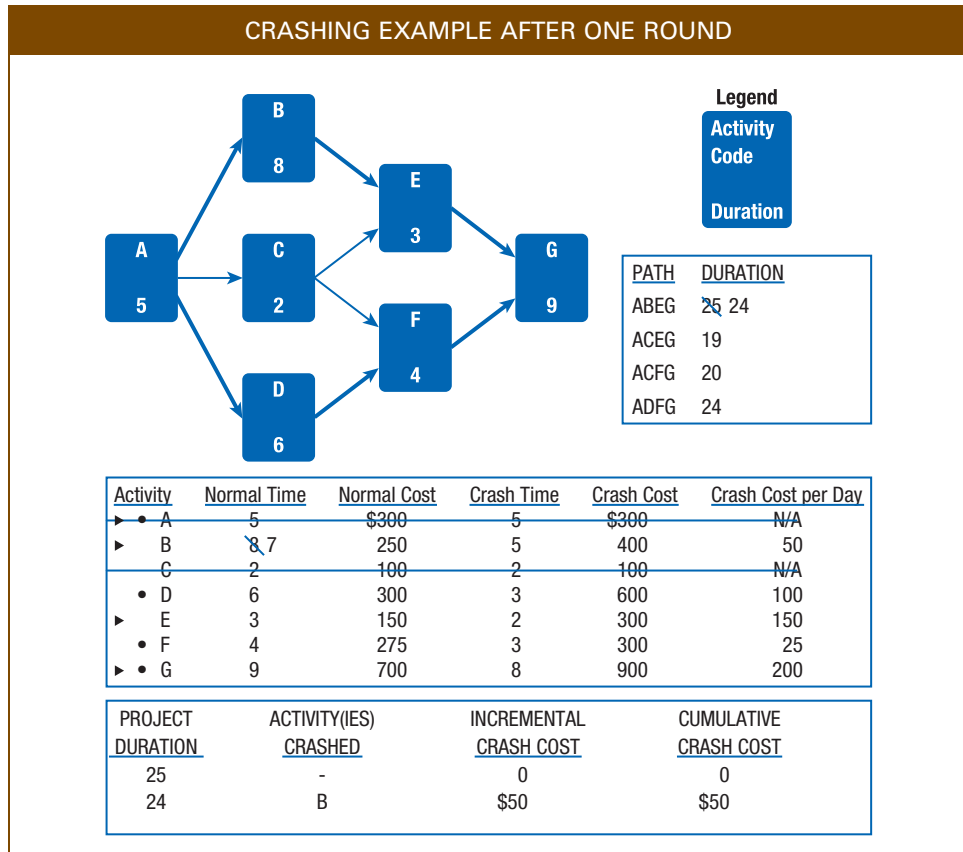 CRASHING EXAMPLE AFTER ONE ROUND
B
8
E
3
A
5
C
2
G
9
F
4
D
6
Legend
Activity
Code
Duration
PATH DURATION
ABEG 25 24
ACEG 19
ACFG 20
ADFG 24
Activity Normal Time Normal Cost Crash Time Crash Cost Crash Cost per Day
▶ • A 5 $300 5 $300 N/A
▶ B 8 7 250 5 400 50
C 2 100 2 100 N/A
• D 6 300 3 600 100
▶ E 3 150 2 300 150
• F 4 275 3 300 25
▶ • G 9 700 8 900 200
PROJECT ACTIVITY(IES) INCREMENTAL CUMULATIVE
DURATION CRASHED CRASH COST CRASH COST
25 - 0 0
24 B $50 $50